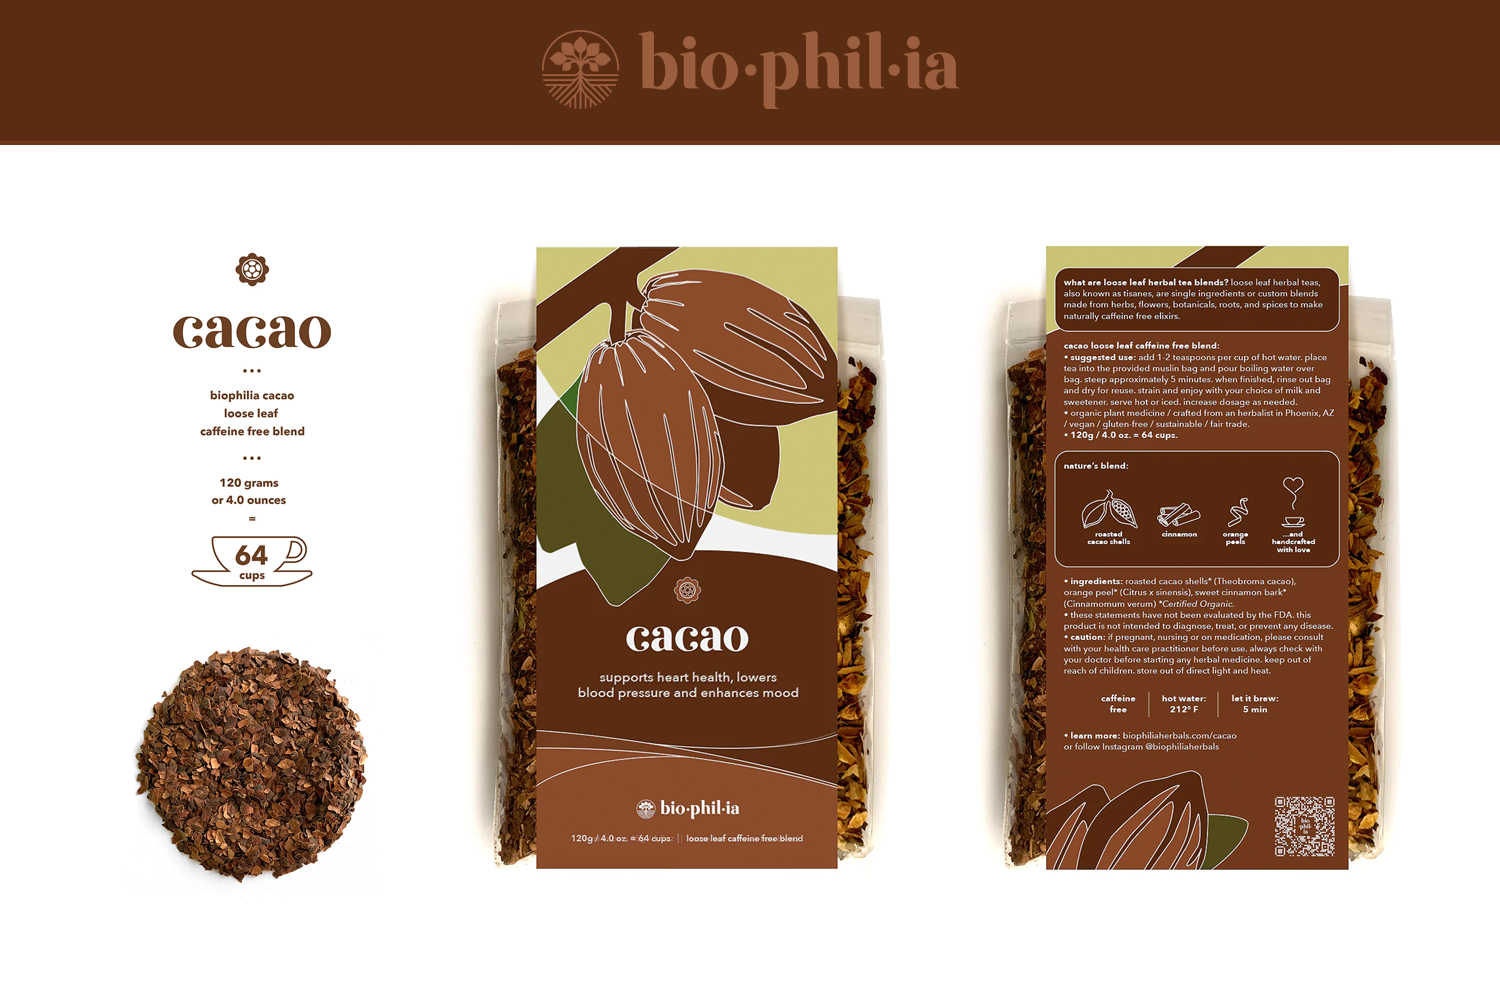 bio•phil•ia
cacao
•••
biophilia cacao
loose leaf
caffeine free blend
•••
120 grams
or 4.0 ounces
=
64
cups
cacao
supports heart health, lowers
blood pressure and enhances mood
bio•phil•ia
120g / 4.0 oz. = 64 cups || loose leaf caffeine free blend
what are loose leaf herbal tea blends? loose leaf herbal teas,
also known as tisanes, are single ingredients or custom blends
made from herbs, flowers, botanicals, roots, and spices to make
naturally caffeine free elixirs.
cacao loose leaf caffeine free blend:
• suggested use: add 1-2 teaspoons per cup of hot water. place
tea into the provided muslin bag and pour boiling water over
bag. steep approximately 5 minutes. when finished, rinse out bag
and dry for reuse. strain and enjoy with your choice of milk and
sweetener. serve hot or iced. increase dosage as needed.
• organic plant medicine / crafted from an herbalist in Phoenix, AZ
/ vegan / gluten-free / sustainable / fair trade.
• 120g / 4.0 oz. = 64 cups.
nature's blend:
roasted
cacao shells
cinnamon
orange
peels
...and
handcrafted
with love
• ingredients: roasted cacao shells* (Theobroma cacao),
orange peel* (Citrus x sinensis), sweet cinnamon bark*
(Cinnamomum verum) *Certified Organic.
• these statements have not been evaluated by the FDA. this
product is not intended to diagnose, treat, or prevent any disease.
• caution: if pregnant, nursing or on medication, please consult
with your health care practitioner before use. always check with
your doctor before starting any herbal medicine. keep out of
reach of children. store out of direct light and heat.
caffeine
free
hot water:
212° F
let it brew:
5 min
• learn more: biophiliaherbals.com/cacao
or follow Instagram @biophiliaherbals
bio
phil
ia